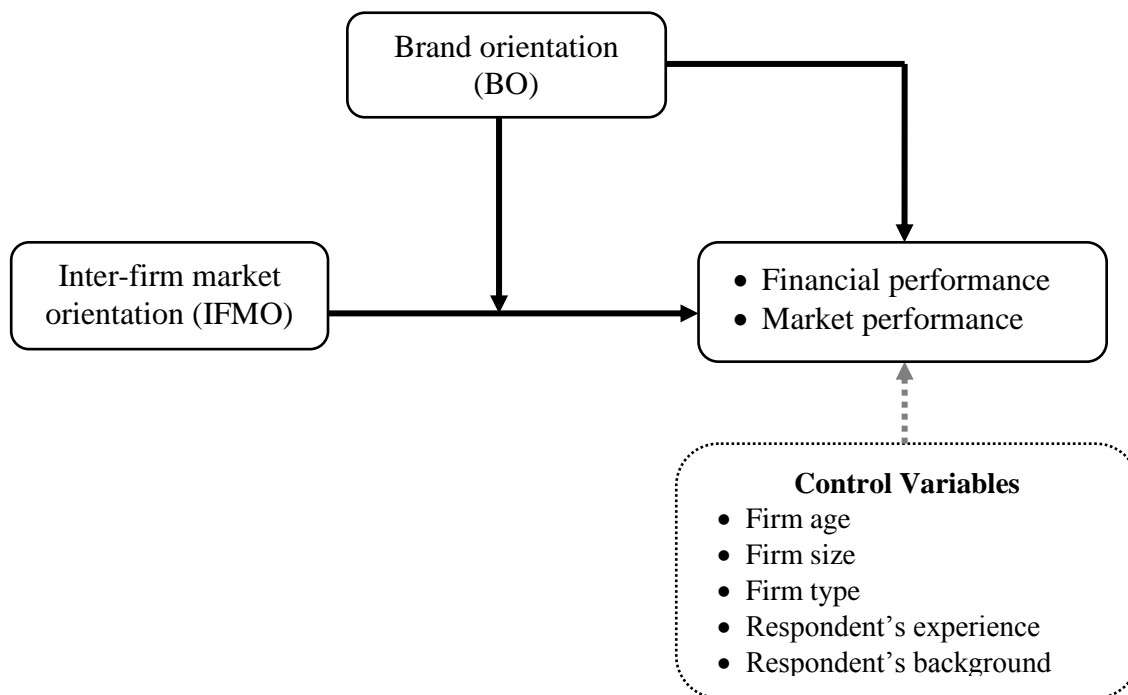 Brand orientation
(BO)
Inter-firm market
orientation (IFMO)
• Financial performance
• Market performance
Control Variables
• Firm age
• Firm size
• Firm type
• Respondent’s experience
• Respondent’s background